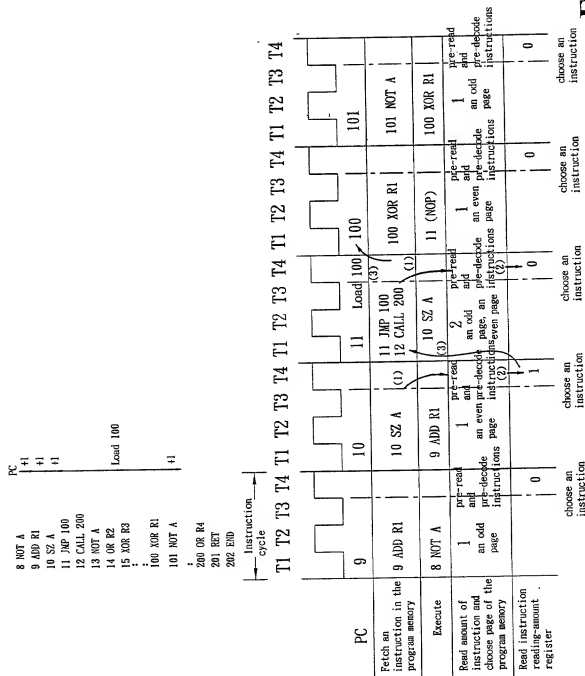 PC
8 NOT A
9 ADD R1 +1
10 SZ A +1
11 JMP 100 +1
12 CALL 200
13 NOT A
14 OR R2
15 XOR R3 Load 100
:
:
100 XOR R1
101 NOT A +1
:
200 OR R4
201 RET
202 END
Instruction cycle
T1 T2 T3 T4 T1 T2 T3 T4 T1 T2 T3 T4 T1 T2 T3 T4 T1 T2 T3 T4
PC 9 10 11 Load 100 100 101
Fetch an
instruction in the
program memory
9 ADD R1
10 SZ A
(1)
11 JMP 100
12 CALL 200
(3)
(1)
100 XOR R1
101 NOT A
Execute
8 NOT A
9 ADD R1
10 SZ A
(3)
11 (NOP)
100 XOR R1
Read amount of
instruction and
choose page of the
program memory
1
an odd
page
pre-read
and
pre-decode
instructions
1
an even
page
pre-read
and
pre-decode
instructions
(2)
2
an odd
page, an
even page
pre-read
and
pre-decode
instructions
(2)
1
an even
page
pre-read
and
pre-decode
instructions
1
an odd
page
pre-read
and
pre-decode
instructions
Read instruction
reading-amount
register
0
1
0
0
0
choose an
instruction
choose an
instruction
choose an
instruction
choose an
instruction
choose an
instruction